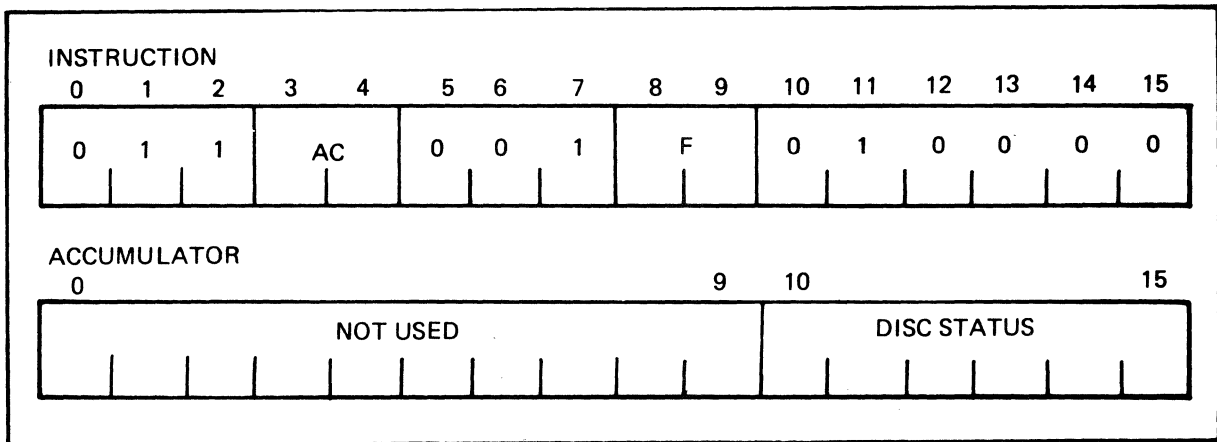 INSTRUCTION
0 1 2 3 4 5 6 7 8 9 10 11 12 13 14 15
0 1 1 AC 0 0 1 F 0 1 0 0 0 0
ACCUMULATOR
0 9 10 15
NOT USED DISC STATUS